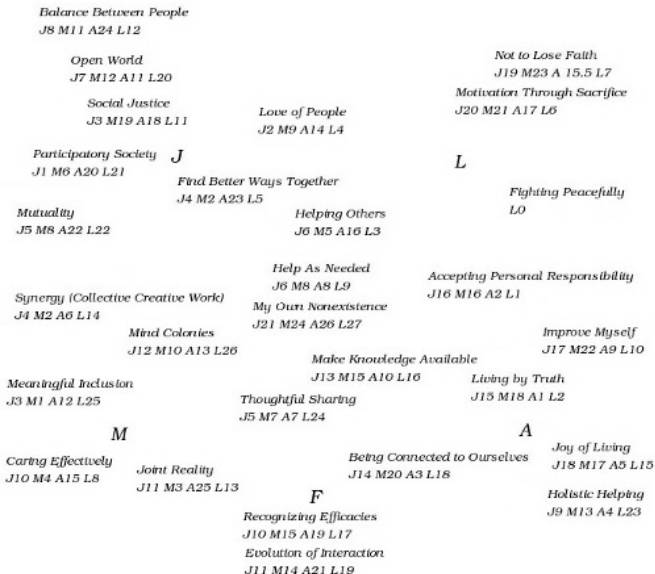 Balance Between People
J8 M11 A24 L12
Open World
J7 M12 A11 L20
Not to Lose Faith
J19 M23 A 15.5 L7
Motivation Through Sacrifice
J20 M21 A17 L6
Social Justice
J3 M19 A18 L11
Love of People
J2 M9 A14 L4
Participatory Society
J1 M6 A20 L21
J
L
Find Better Ways Together
J4 M2 A23 L5
Fighting Peacefully
L0
Mutuality
J5 M8 A22 L22
Helping Others
J6 M5 A16 L3
Help As Needed
J6 M8 A8 L9
Accepting Personal Responsibility
J16 M16 A2 L1
Synergy (Collective Creative Work)
J4 M2 A6 L14
My Own Nonexistence
J21 M24 A26 L27
Mind Colonies
J12 M10 A13 L26
Improve Myself
J17 M22 A9 L10
Make Knowledge Available
J13 M15 A10 L16
Living by Truth
J15 M18 A1 L2
Meaningful Inclusion
J3 M1 A12 L25
Thoughtful Sharing
J5 M7 A7 L24
M
A
Caring Effectively
J10 M4 A15 L8
Joint Reality
J11 M3 A25 L13
Being Connected to Ourselves
J14 M20 A3 L18
Joy of Living
J18 M17 A5 L15
F
Holistic Helping
J9 M13 A4 L23
Recognizing Efficacies
J10 M15 A19 L17
Evolution of Interaction
J11 M14 A21 L19